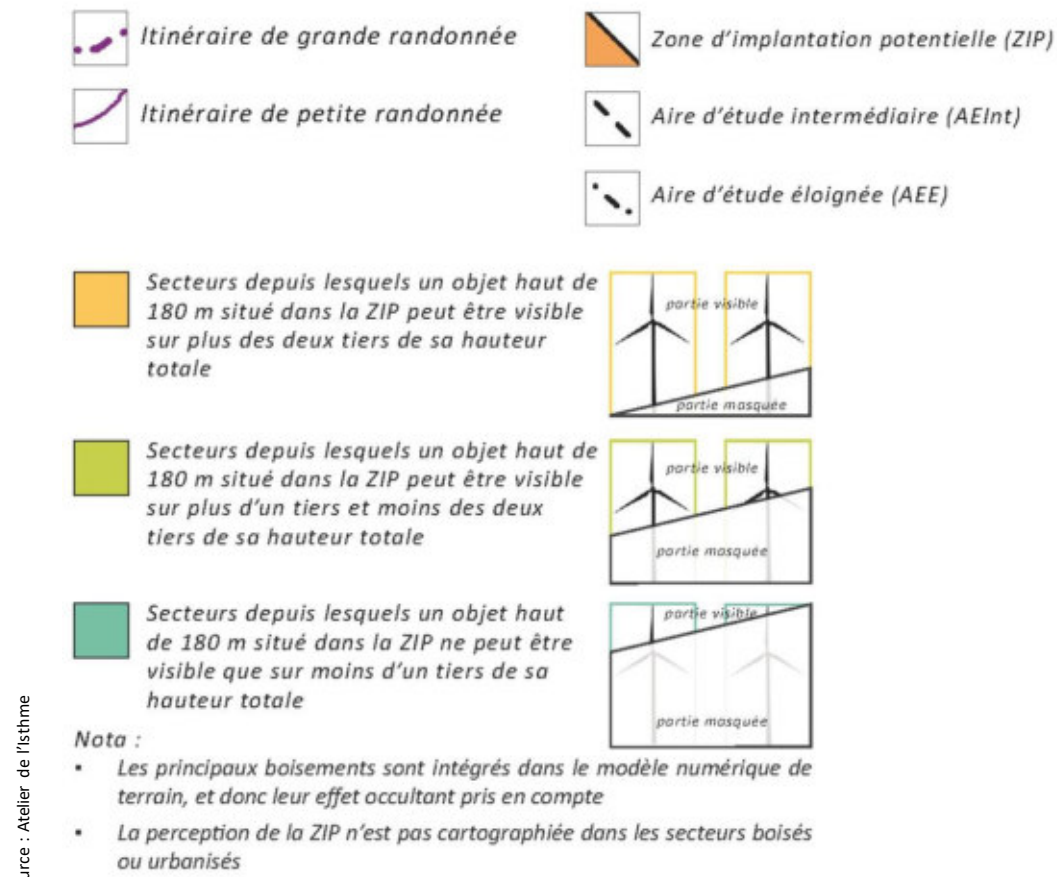 Itinéraire de grande randonnée
Itinéraire de petite randonnée
Zone d'implantation potentielle (ZIP)
Aire d'étude intermédiaire (AEInt)
Aire d'étude éloignée (AEE)
Secteurs depuis lesquels un objet haut de
180 m situé dans la ZIP peut être visible
sur plus des deux tiers de sa hauteur
totale
partie visible
partie masquée
Secteurs depuis lesquels un objet haut de
180 m situé dans la ZIP peut être visible
sur plus d'un tiers et moins des deux
tiers de sa hauteur totale
partie visible
partie masquée
Secteurs depuis lesquels un objet haut
de 180 m situé dans la ZIP ne peut être
visible que sur moins d'un tiers de sa
hauteur totale
partie visible
partie masquée
Nota :
▪ Les principaux boisements sont intégrés dans le modèle numérique de
terrain, et donc leur effet occultant pris en compte
▪ La perception de la ZIP n'est pas cartographiée dans les secteurs boisés
ou urbanisés
urce : Atelier de l'Isthme